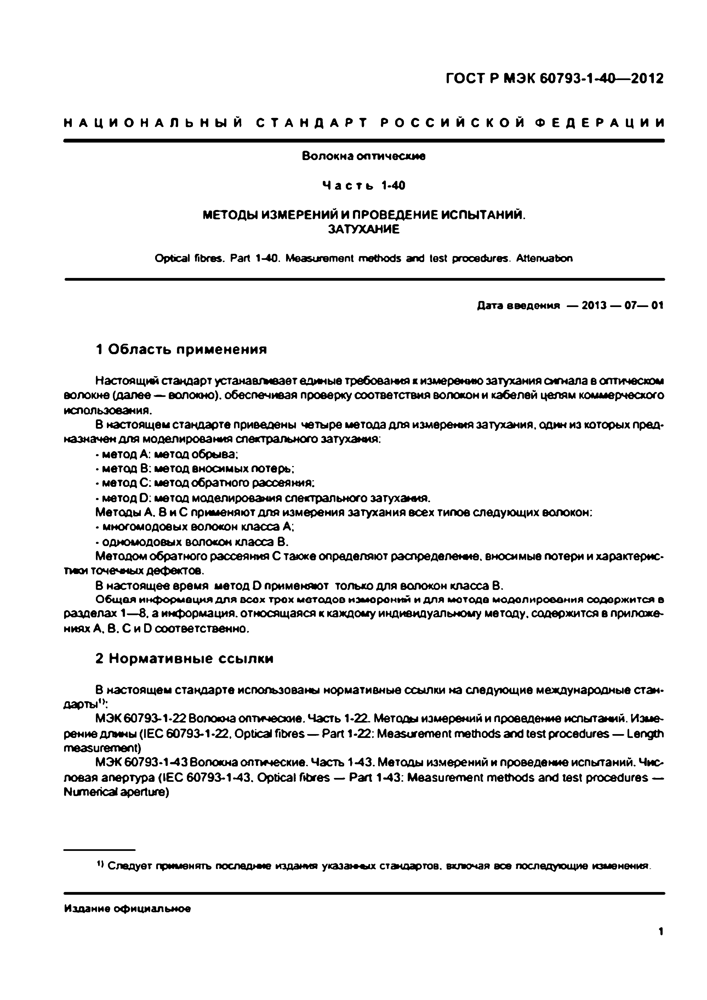 ГОСТ Р МЭК 60793-1-40—2012
НАЦИОНАЛЬНЫЙ СТАНДАРТ РОССИЙСКОЙ ФЕДЕРАЦИИ
Волокна оптические
Часть 1-40
МЕТОДЫ ИЗМЕРЕНИЙ И ПРОВЕДЕНИЕ ИСПЫТАНИЙ.
ЗАТУХАНИЕ
Optical fibres. Part 1-40. Measurement methods and test procedures. Attenuation
Дата введения — 2013 — 07— 01
1 Область применения
Настоящий стандарт устанавливает единые требования к измерению затухания сигнала в оптическом
волокне (далее — волокно), обеспечивая проверку соответствия волокон и кабелей целям коммерческого
использования.
В настоящем стандарте приведены четыре метода для измерения затухания, один из которых пред-
назначен для моделирования спектрального затухания:
- метод А: метод обрыва;
- метод В: метод вносимых потерь;
- метод С: метод обратного рассеяния;
- метод D: метод моделирования спектрального затухания.
Методы А, В и С применяют для измерения затухания всех типов следующих волокон:
- многомодовых волокон класса А;
- одномодовых волокон класса В.
Методом обратного рассеяния С также определяют распределение, вносимые потери и характерис-
тики точечных дефектов.
В настоящее время метод D применяют только для волокон класса В.
Общая информация для всех трех методов измерений и для метода моделирования содержится в
разделах 1—8, а информация, относящаяся к каждому индивидуальному методу, содержится в приложе-
ниях А, В, С и D соответственно.
2 Нормативные ссылки
В настоящем стандарте использованы нормативные ссылки на следующие международные стан-
дарты¹⁾:
МЭК 60793-1-22 Волокна оптические. Часть 1-22. Методы измерений и проведение испытаний. Изме-
рение длины (IEC 60793-1-22, Optical fibres — Part 1-22: Measurement methods and test procedures — Length
measurement)
МЭК 60793-1-43 Волокна оптические. Часть 1-43. Методы измерений и проведение испытаний. Чис-
ловая апертура (IEC 60793-1-43, Optical fibres — Part 1-43: Measurement methods and test procedures —
Numerical aperture)
¹⁾ Следует применять последние издания указанных стандартов, включая все последующие изменения.
Издание официальное
1